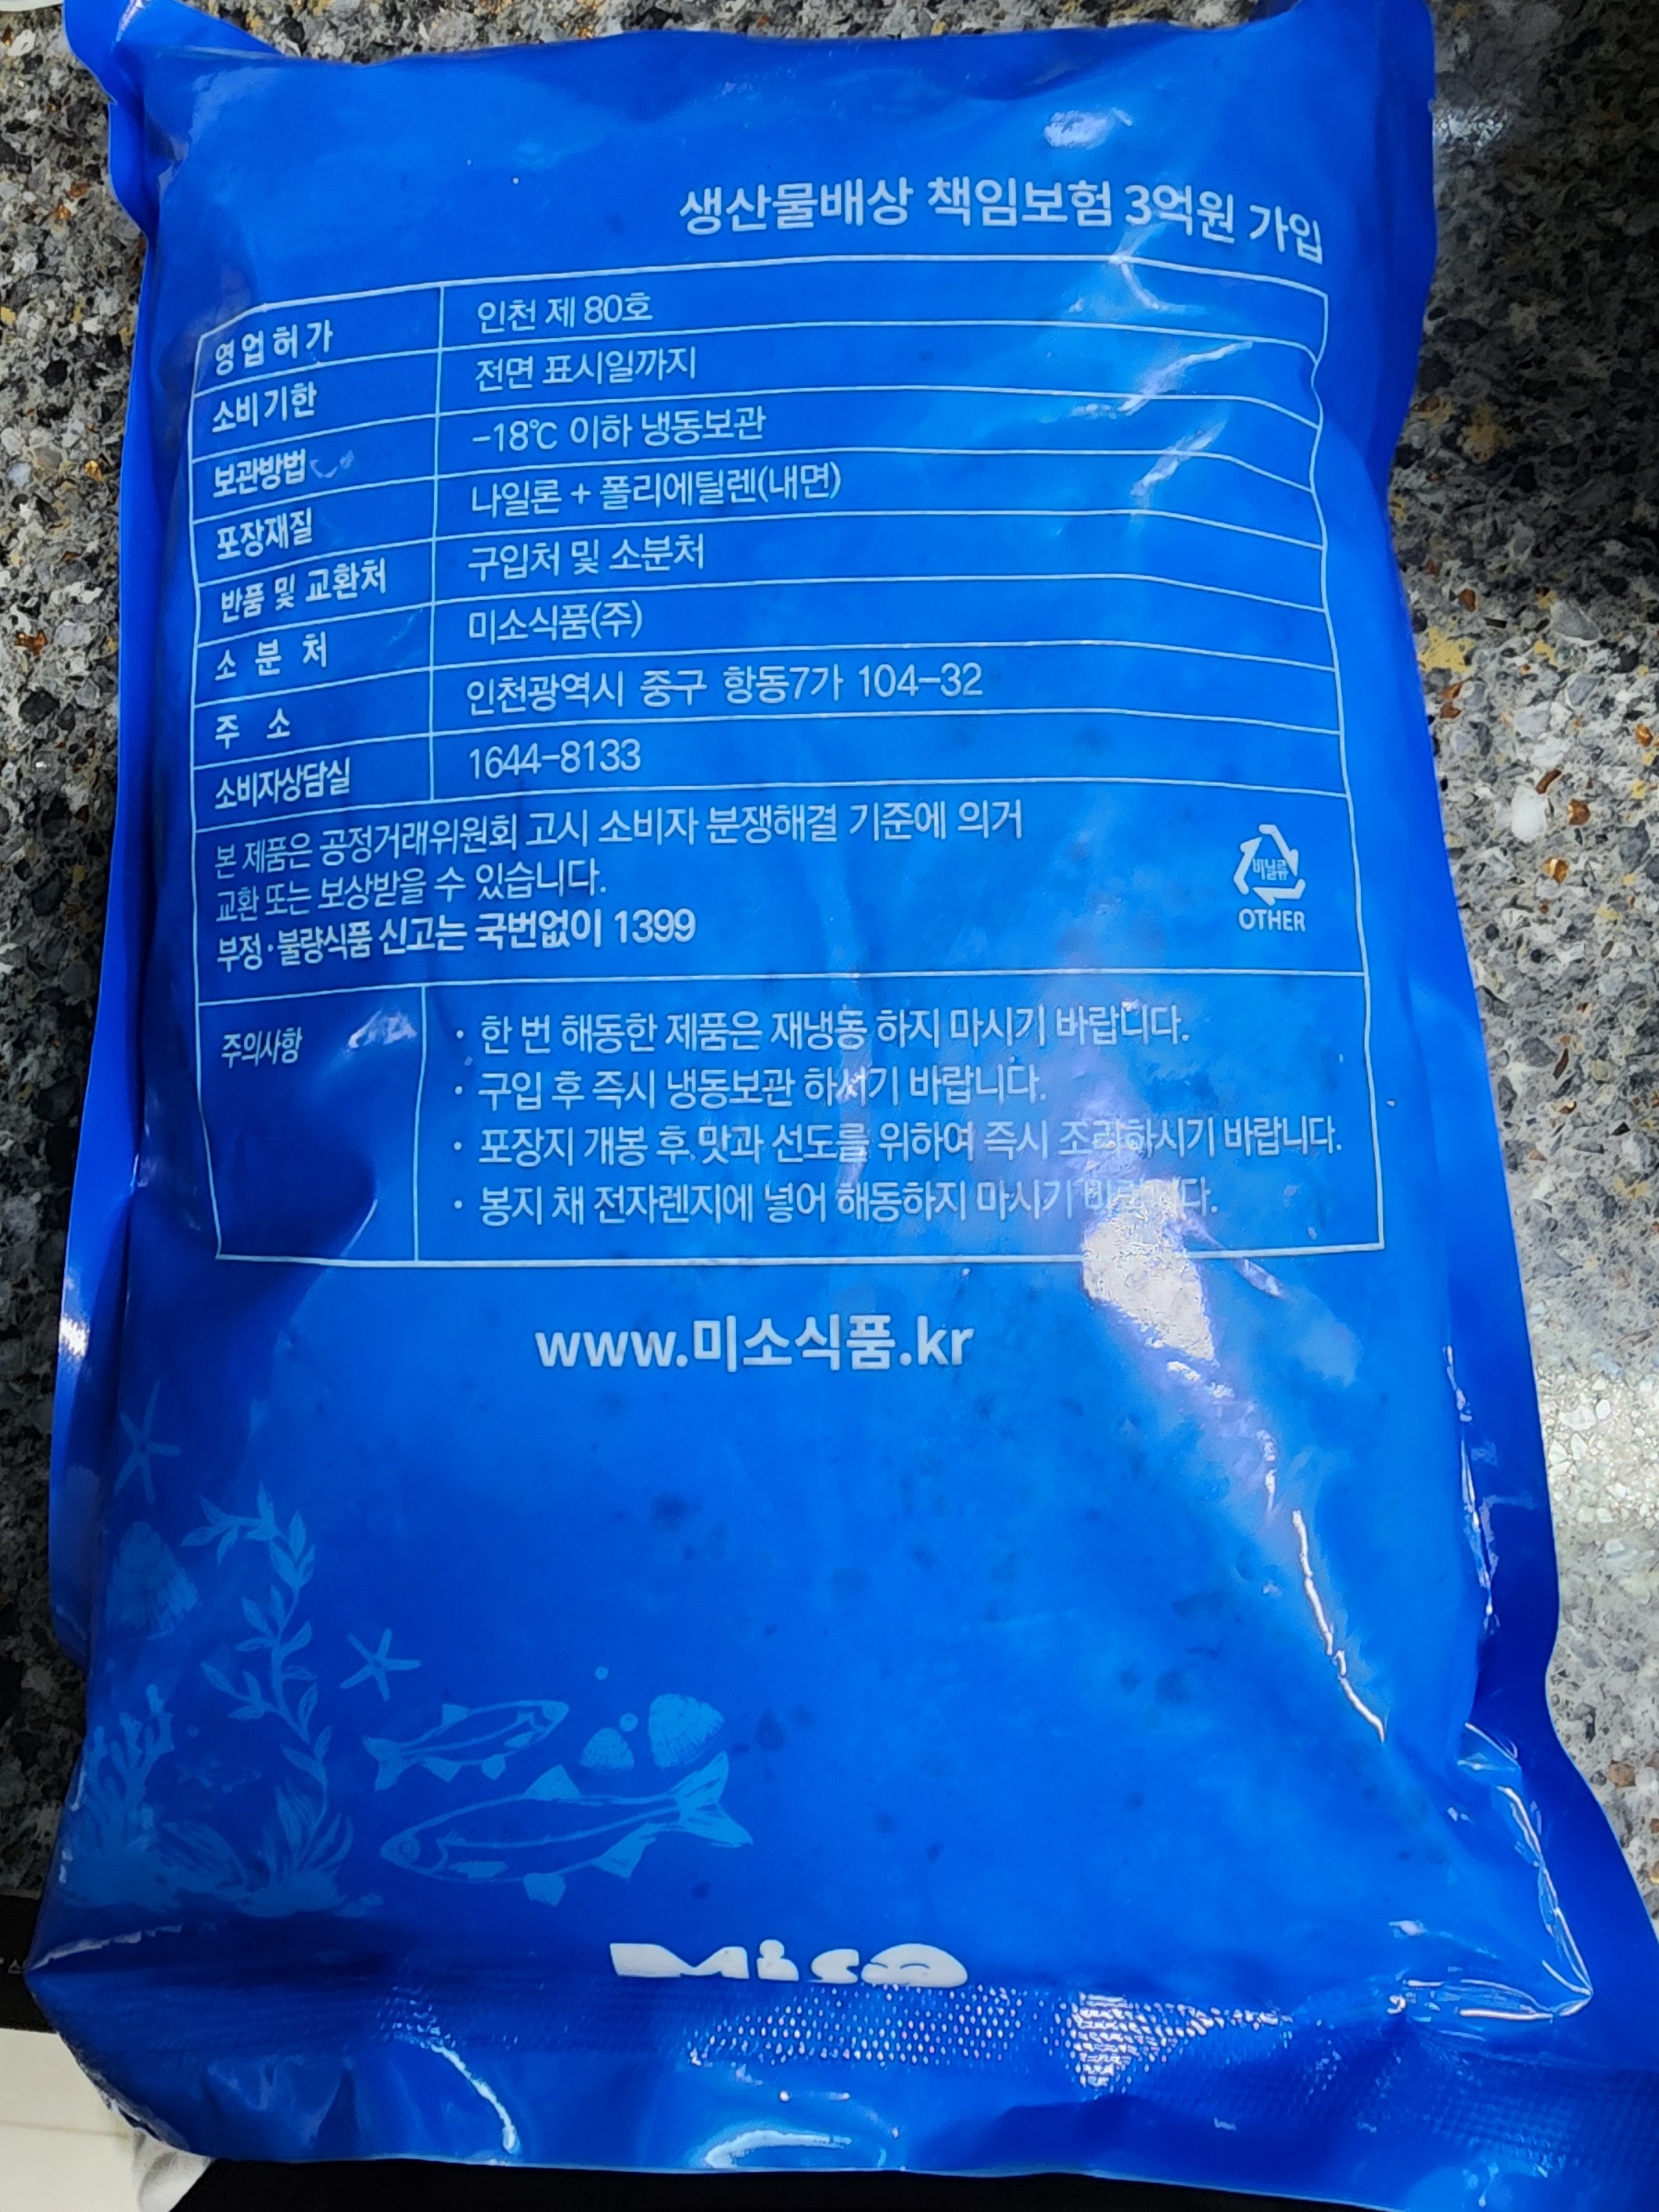 생산물배상 책임보험 3억원 가입
영업허가 인천 제 80호
소비기한 전면 표시일까지
보관방법 -18℃ 이하 냉동보관
포장재질 나일론 + 폴리에틸렌(내면)
반품 및 교환처 구입처 및 소분처
소 분 처 미소식품(주)
주 소 인천광역시 중구 항동7가 104-32
소비자상담실 1644-8133
본 제품은 공정거래위원회 고시 소비자 분쟁해결 기준에 의거
교환 또는 보상받을 수 있습니다.
부정·불량식품 신고는 국번없이 1399
비닐류
OTHER
주의사항
· 한 번 해동한 제품은 재냉동 하지 마시기 바랍니다.
· 구입 후 즉시 냉동보관 하시기 바랍니다.
· 포장지 개봉 후 맛과 선도를 위하여 즉시 조리하시기 바랍니다.
· 봉지 채 전자렌지에 넣어 해동하지 마시기 바랍니다.
www.미소식품.kr
Miso